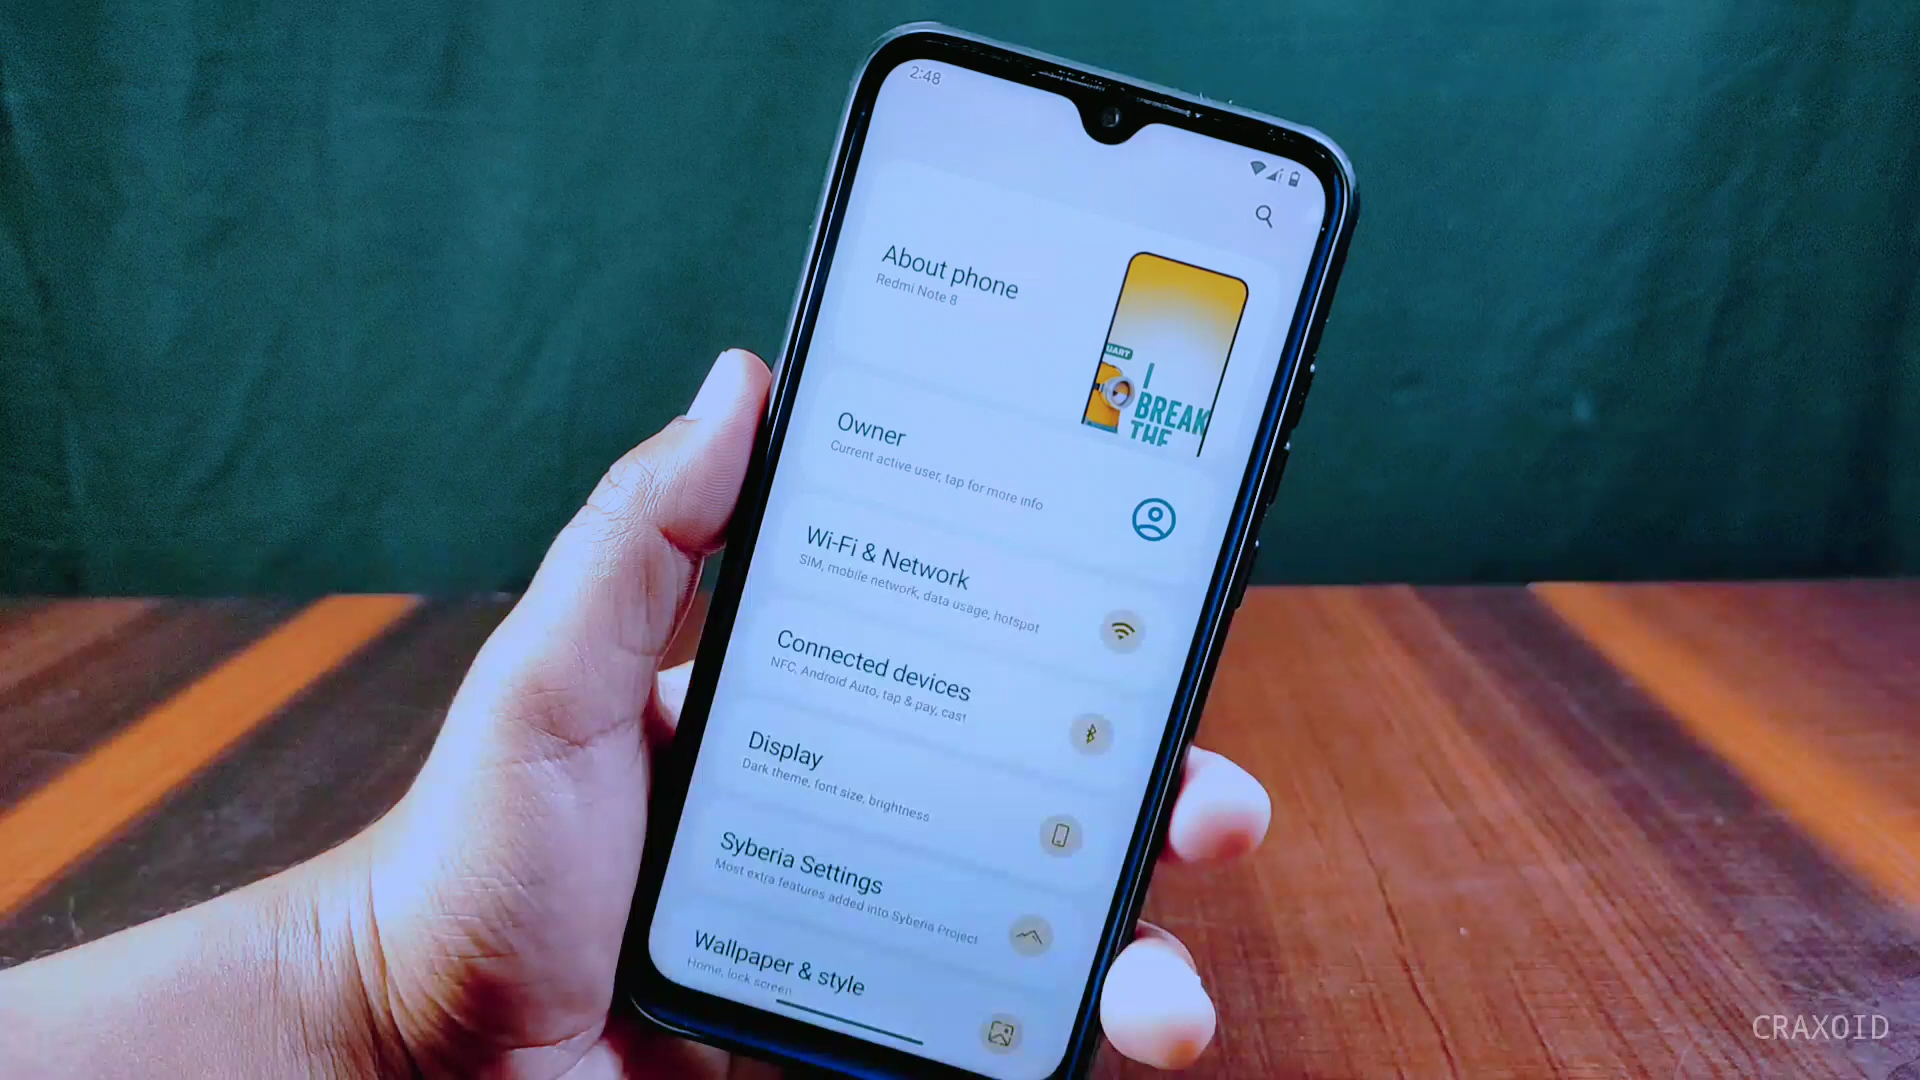 2:48
About phone
Redmi Note 8
UART
I
BREAK
THE
Owner
Current active user, tap for more info
Wi-Fi & Network
SIM, mobile network, data usage, hotspot
Connected devices
NFC, Android Auto, tap & pay, cast
Display
Dark theme, font size, brightness
Syberia Settings
Most extra features added into Syberia Project
Wallpaper & style
Home, lock screen
CRAXOID